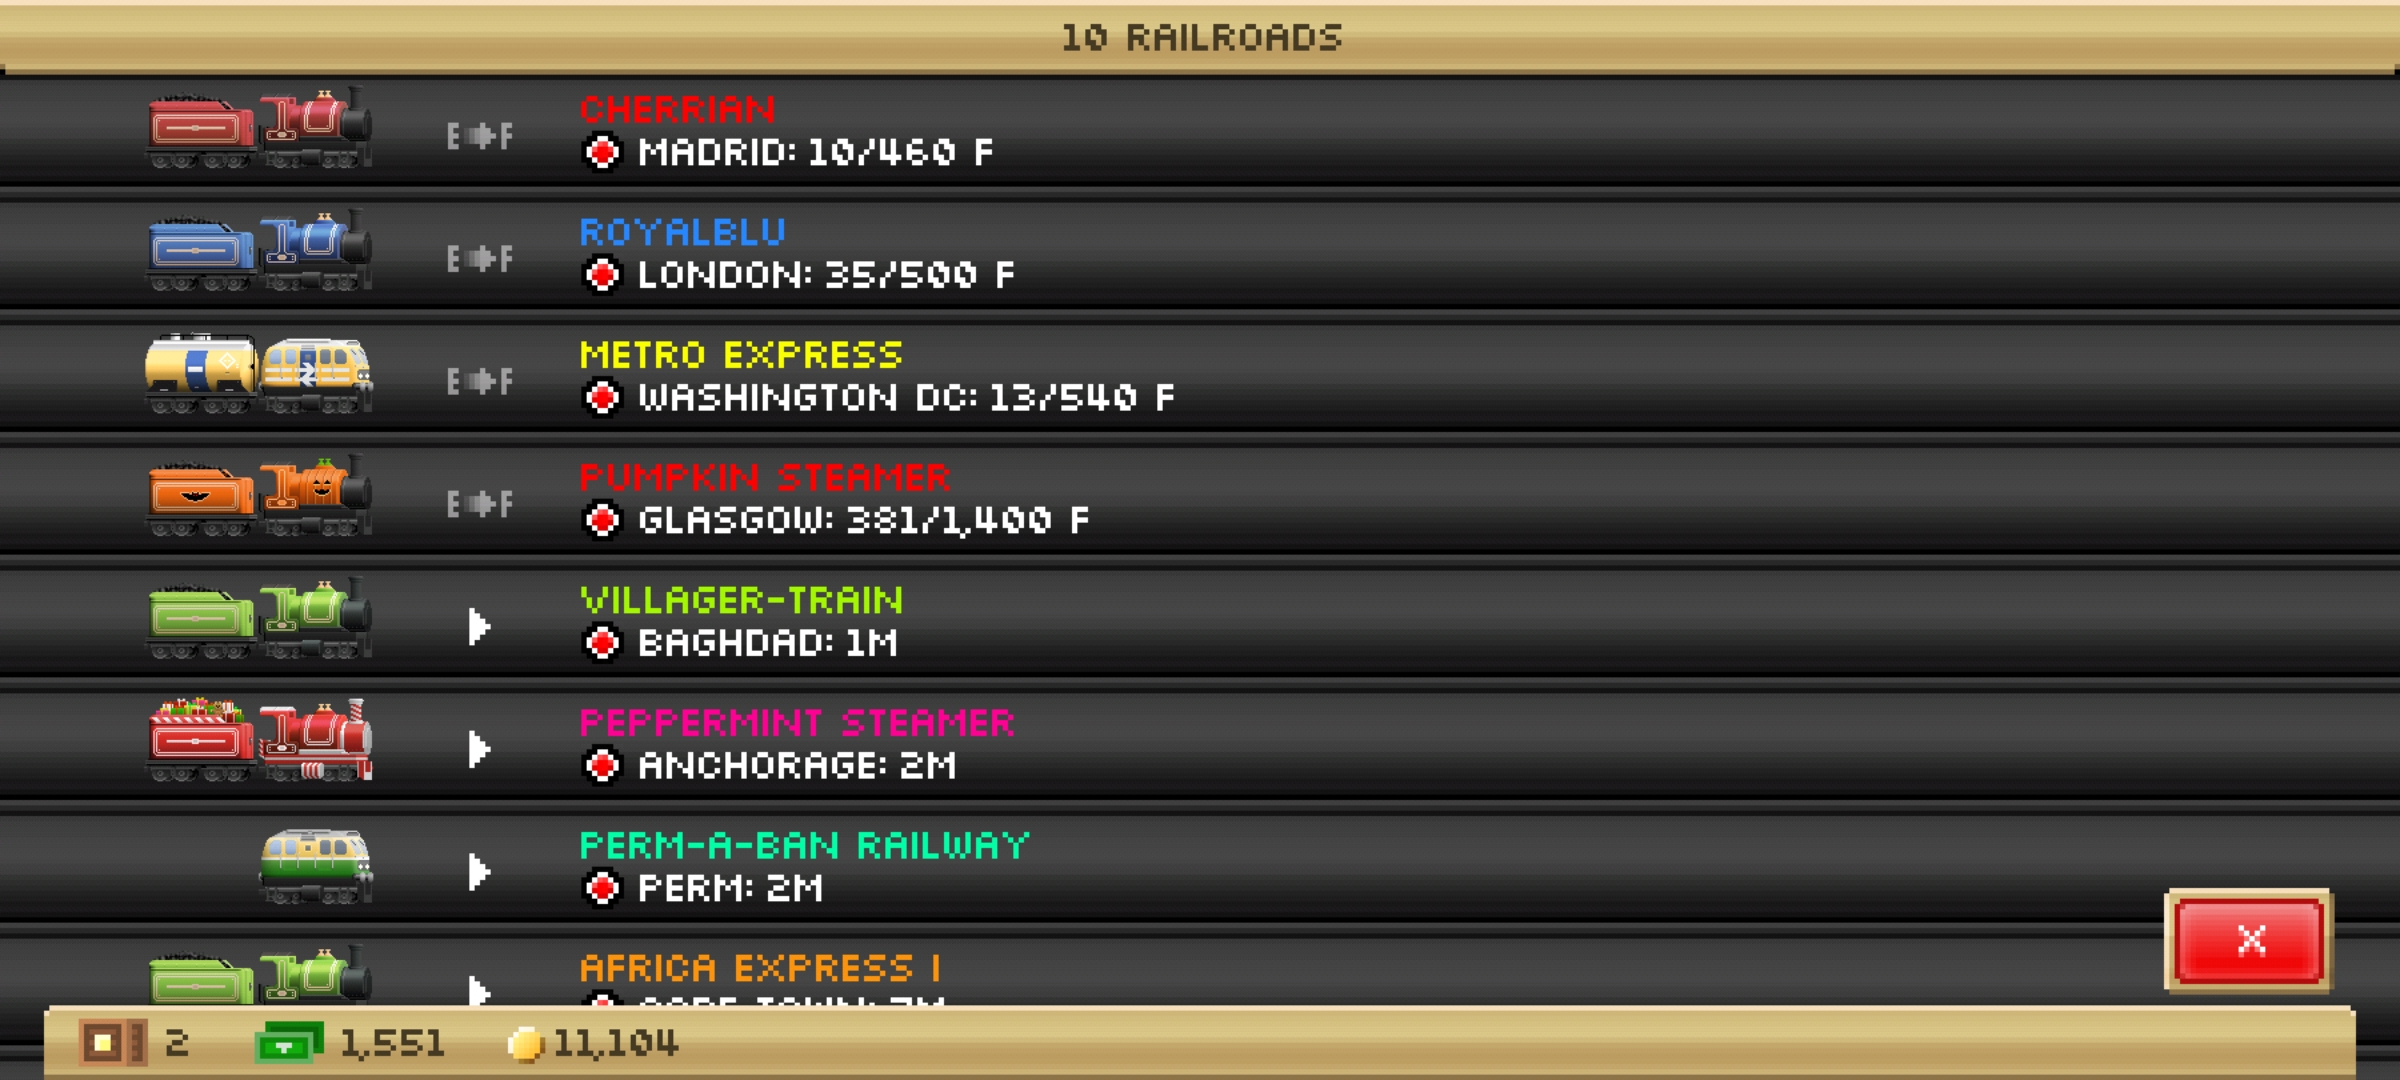 10 RAILROADS
CHERRIAN
E F MADRID: 10/460 F
ROYALBLU
E F LONDON: 35/500 F
METRO EXPRESS
E F WASHINGTON DC: 13/540 F
PUMPKIN STEAMER
E F GLASGOW: 381/1,400 F
VILLAGER-TRAIN
BAGHDAD: 1M
PEPPERMINT STEAMER
ANCHORAGE: 2M
PERM-A-BAN RAILWAY
PERM: 2M
AFRICA EXPRESS I
X
2 1,551 11,104